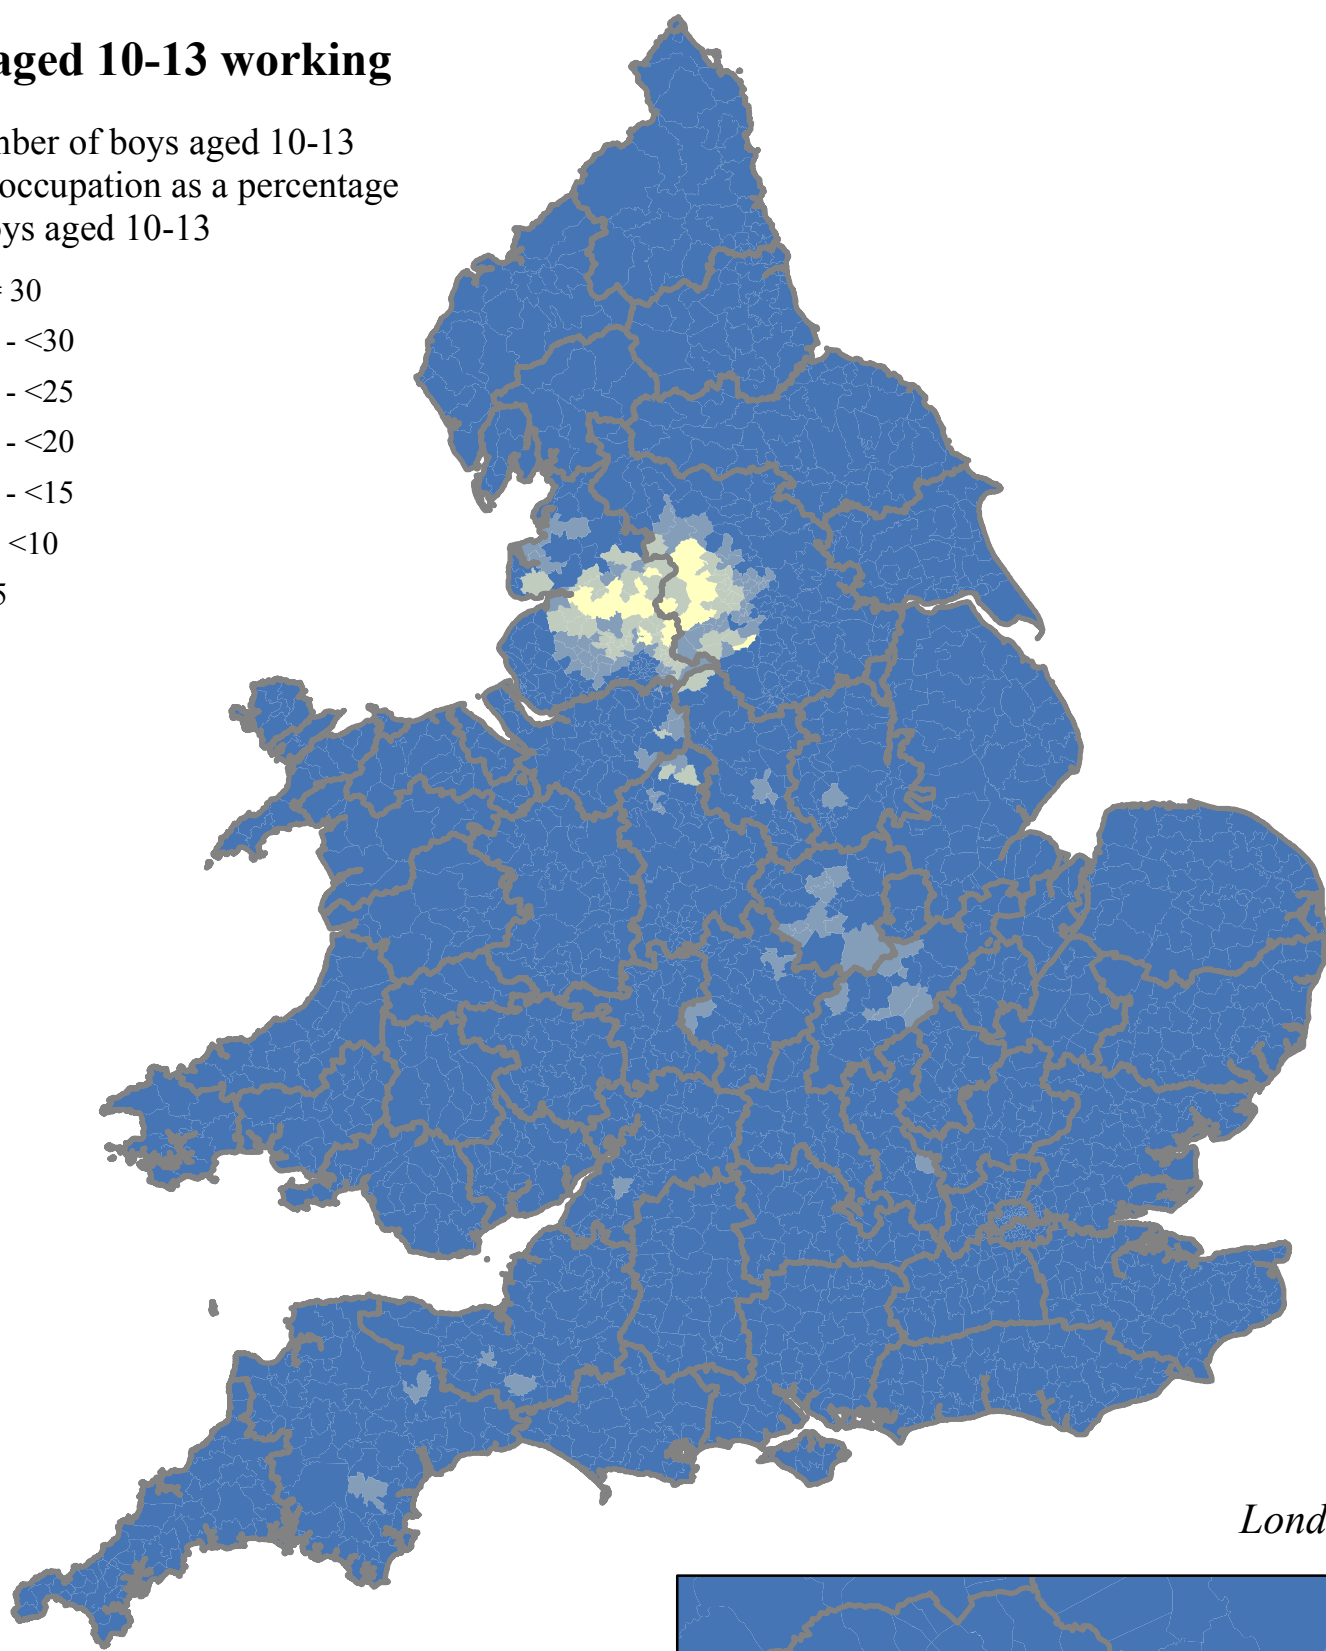 aged 10-13 working
nber of boys aged 10-13
occupation as a percentage
oys aged 10-13
= 30
- <30
- <25
- <20
- <15
<10
5
Lond